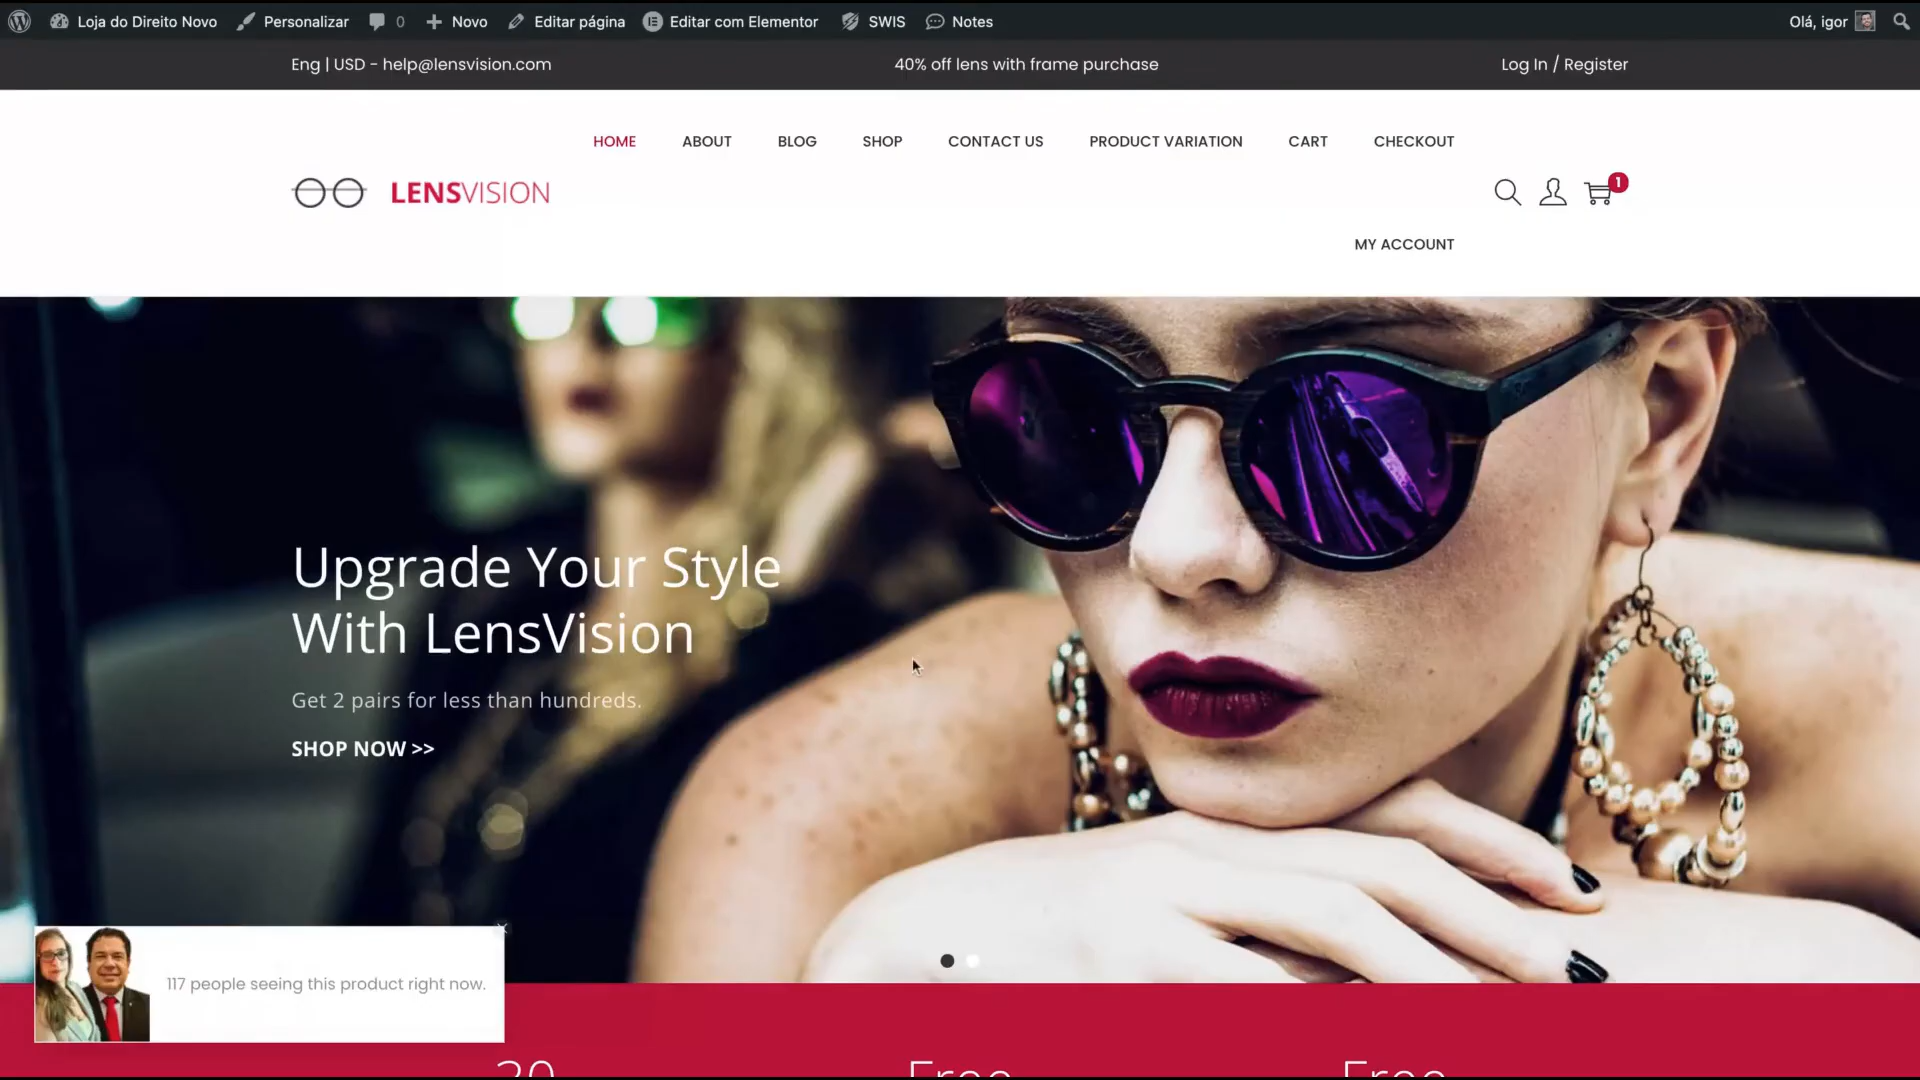 Loja do Direito Novo Personalizar 0 Novo Editar página Editar com Elementor SWIS Notes Olá, igor
Eng | USD - help@lensvision.com 40% off lens with frame purchase Log In / Register
HOME ABOUT BLOG SHOP CONTACT US PRODUCT VARIATION CART CHECKOUT
LENSVISION
1
MY ACCOUNT
Upgrade Your Style
With LensVision
Get 2 pairs for less than hundreds.
SHOP NOW >>
117 people seeing this product right now.
30 Free Free